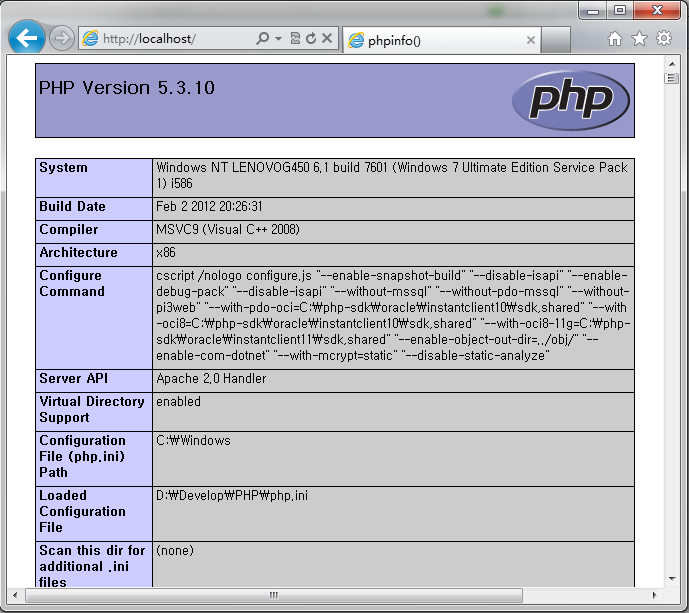 http://localhost/
phpinfo()
PHP Version 5.3.10
php
System
Windows NT LENOVOG450 6.1 build 7601 (Windows 7 Ultimate Edition Service Pack
1) i586
Build Date
Feb 2 2012 20:26:31
Compiler
MSVC9 (Visual C++ 2008)
Architecture
x86
Configure
Command
cscript /nologo configure.js "--enable-snapshot-build" "--disable-isapi" "--enable-
debug-pack" "--disable-isapi" "--without-mssql" "--without-pdo-mssql" "--without-
pi3web" "--with-pdo-oci=C:₩php-sdk₩oracle₩instantclient10₩sdk,shared" "--with
-oci8=C:₩php-sdk₩oracle₩instantclient10₩sdk,shared" "--with-oci8-11g=C:₩php-
sdk₩oracle₩instantclient11₩sdk,shared" "--enable-object-out-dir=../obj/" "--
enable-com-dotnet" "--with-mcrypt=static" "--disable-static-analyze"
Server API
Apache 2.0 Handler
Virtual Directory
Support
enabled
Configuration
File (php.ini)
Path
C:₩Windows
Loaded
Configuration
File
D:₩Develop₩PHP₩php.ini
Scan this dir for
additional .ini
files
(none)